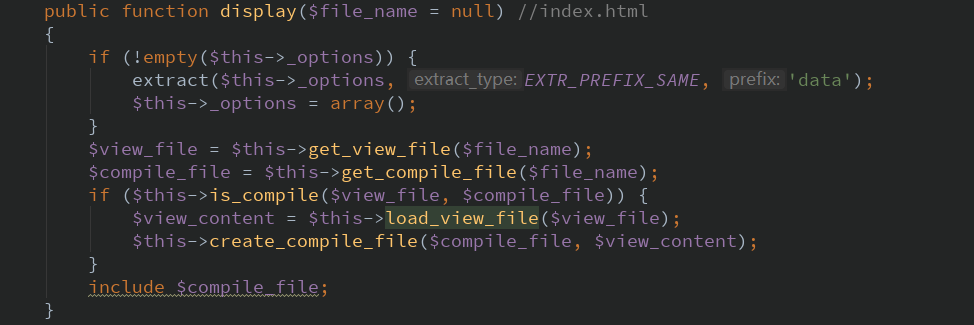 public function display($file_name = null) //index.html
{
if (!empty($this->_options)) {
extract($this->_options, extract_type: EXTR_PREFIX_SAME, prefix: 'data');
$this->_options = array();
}
$view_file = $this->get_view_file($file_name);
$compile_file = $this->get_compile_file($file_name);
if ($this->is_compile($view_file, $compile_file)) {
$view_content = $this->load_view_file($view_file);
$this->create_compile_file($compile_file, $view_content);
}
include $compile_file;
}